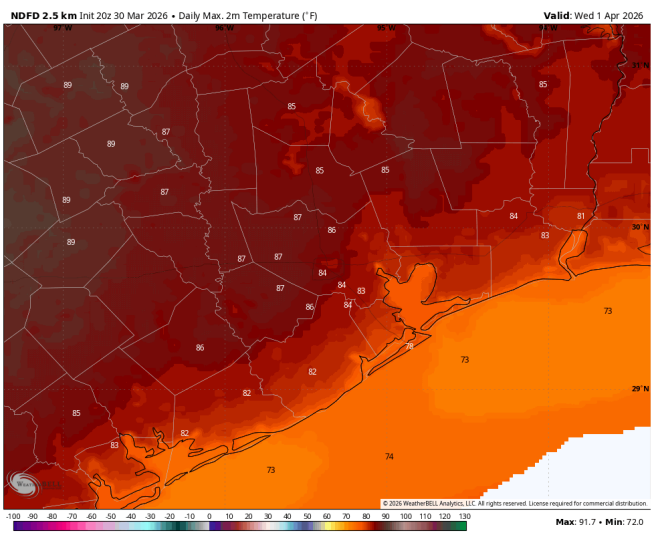 NDFD 2.5 km Init 20z 30 Mar 2026 • Daily Max. 2m Temperature (°F)
Valid: Wed 1 Apr 2026
97°W 96°W 95°W 94°W
31°N
89 89 85 85
87
89
85 85
87
89
87 84 81
86 83
30°N
89
87 87
84
87 84 83
86 84
73
86 78
73
82
29°N
82
85
82
83
74
73
© 2026 WeatherBELL Analytics, LLC. All rights reserved. License required for commercial distribution.
-100 -90 -80 -70 -60 -50 -40 -30 -20 -10 0 10 20 30 40 50 60 70 80 90 100 110 120 130
Max: 91.7 • Min: 72.0